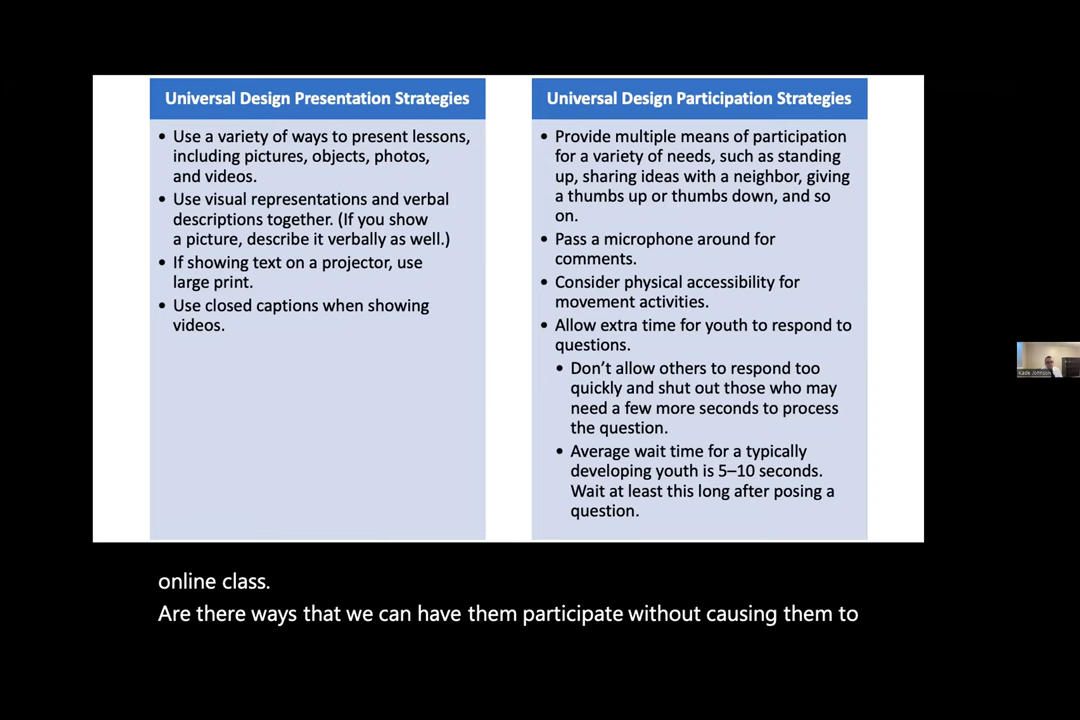 Universal Design Presentation Strategies
• Use a variety of ways to present lessons,
including pictures, objects, photos,
and videos.
• Use visual representations and verbal
descriptions together. (If you show
a picture, describe it verbally as well.)
• If showing text on a projector, use
large print.
• Use closed captions when showing
videos.
Universal Design Participation Strategies
• Provide multiple means of participation
for a variety of needs, such as standing
up, sharing ideas with a neighbor, giving
a thumbs up or thumbs down, and so
on.
• Pass a microphone around for
comments.
• Consider physical accessibility for
movement activities.
• Allow extra time for youth to respond to
questions.
• Don’t allow others to respond too
quickly and shut out those who may
need a few more seconds to process
the question.
• Average wait time for a typically
developing youth is 5–10 seconds.
Wait at least this long after posing a
question.
Kade Johnson
online class.
Are there ways that we can have them participate without causing them to